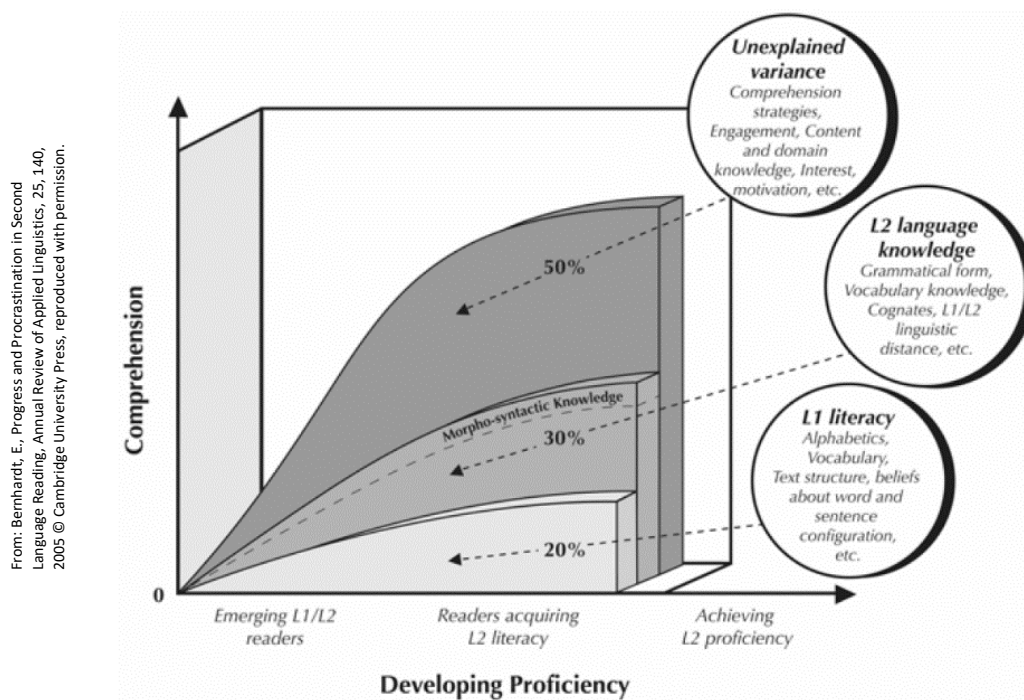 From: Bernhardt, E., Progress and Procrastination in Second
Language Reading, Annual Review of Applied Linguistics, 25, 140,
2005 © Cambridge University Press, reproduced with permission.
Unexplained
variance
Comprehension
strategies,
Engagement, Content
and domain
knowledge, Interest,
motivation, etc.
L2 language
knowledge
Grammatical form,
Vocabulary knowledge,
Cognates, L1/L2
linguistic
distance, etc.
L1 literacy
Alphabetics,
Vocabulary,
Text structure, beliefs
about word and
sentence
configuration,
etc.
50%
Morpho-syntactic Knowledge
30%
20%
Comprehension
0
Emerging L1/L2
readers
Readers acquiring
L2 literacy
Achieving
L2 proficiency
Developing Proficiency